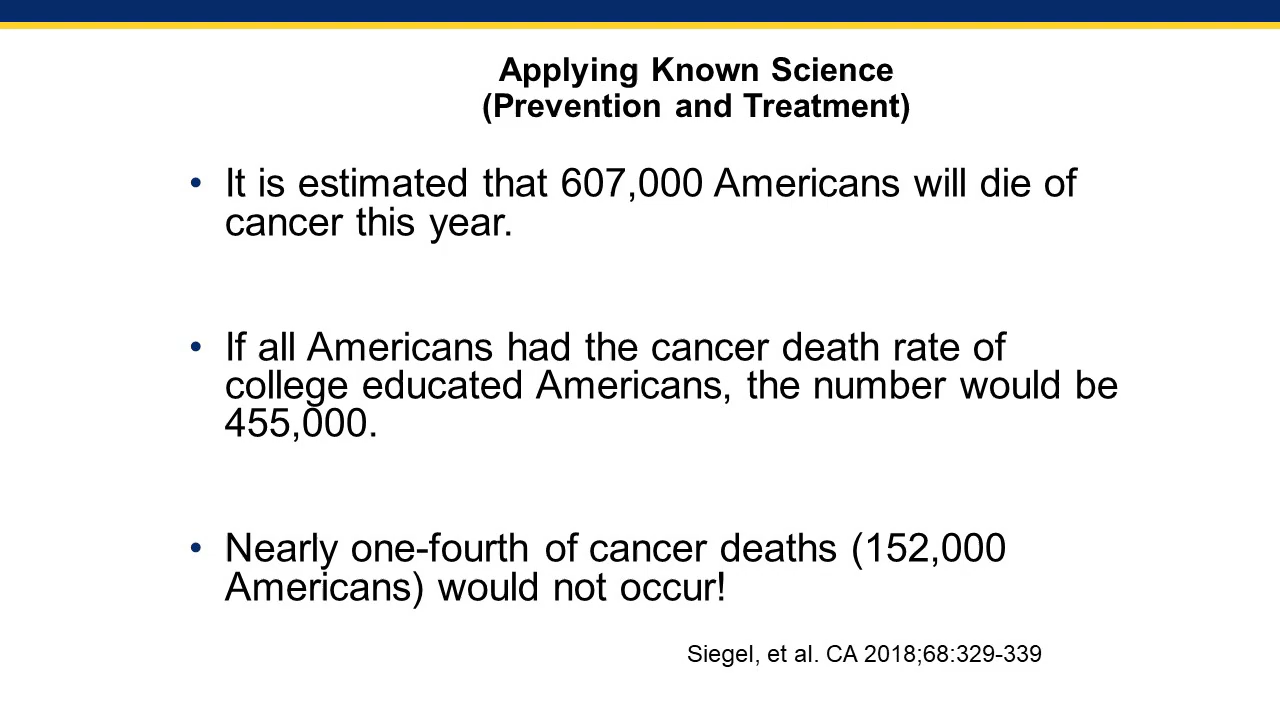 Applying Known Science
(Prevention and Treatment)
• It is estimated that 607,000 Americans will die of
cancer this year.
• If all Americans had the cancer death rate of
college educated Americans, the number would be
455,000.
• Nearly one-fourth of cancer deaths (152,000
Americans) would not occur!
Siegel, et al. CA 2018;68:329-339